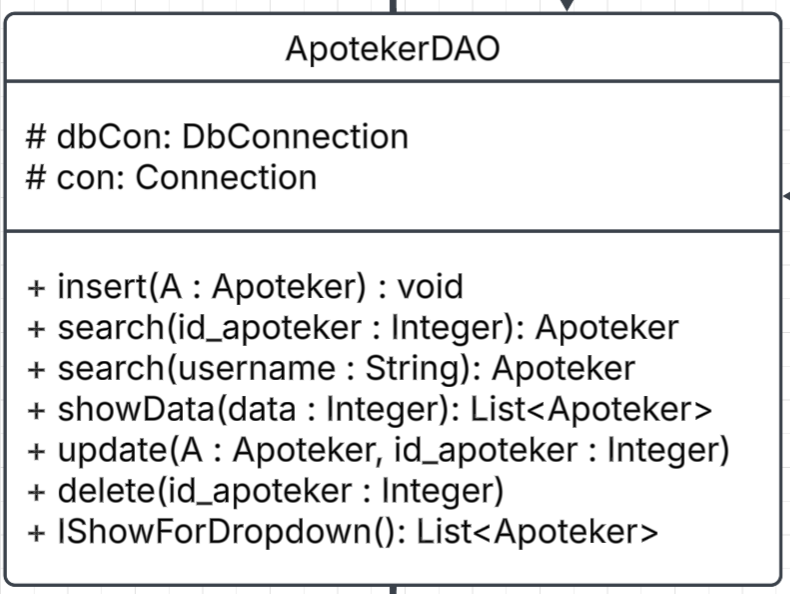 ApotekerDAO
# dbCon: DbConnection
# con: Connection
+ insert(A : Apoteker) : void
+ search(id_apoteker : Integer): Apoteker
+ search(username : String): Apoteker
+ showData(data : Integer): List<Apoteker>
+ update(A : Apoteker, id_apoteker : Integer)
+ delete(id_apoteker : Integer)
+ IShowForDropdown(): List<Apoteker>